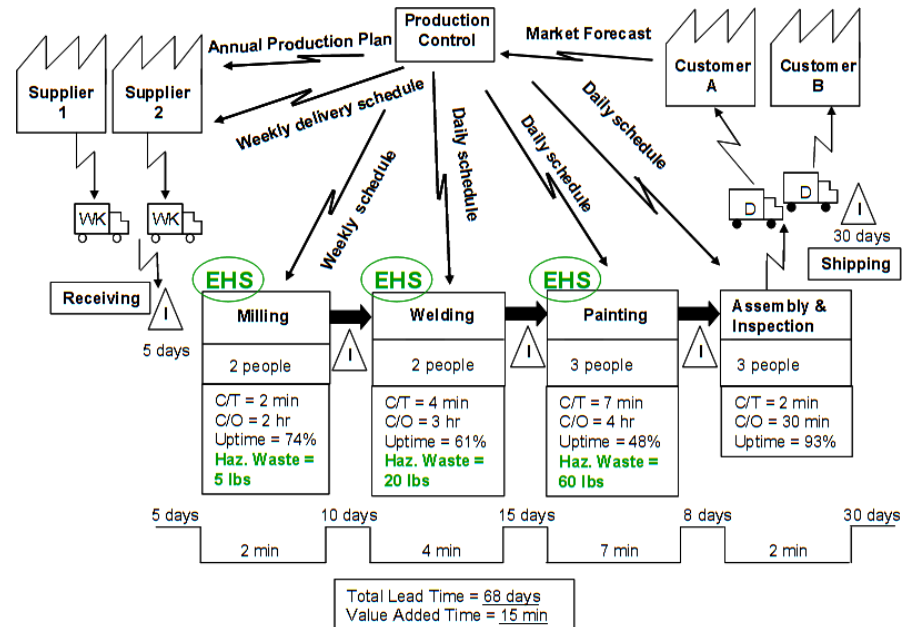 Production
Control
Annual Production Plan
Market Forecast
Supplier
1
Supplier
2
Customer
A
Customer
B
Weekly delivery schedule
Weekly schedule
Daily schedule
Daily schedule
Daily schedule
WK
WK
D
D
I
30 days
Shipping
Receiving
I
5 days
EHS
EHS
EHS
Milling
Welding
Painting
Assembly &
Inspection
I
I
I
2 people
2 people
3 people
3 people
C/T = 2 min
C/O = 2 hr
Uptime = 74%
Haz. Waste =
5 lbs
C/T = 4 min
C/O = 3 hr
Uptime = 61%
Haz. Waste =
20 lbs
C/T = 7 min
C/O = 4 hr
Uptime = 48%
Haz. Waste =
60 lbs
C/T = 2 min
C/O = 30 min
Uptime = 93%
5 days
10 days
15 days
8 days
30 days
2 min
4 min
7 min
2 min
Total Lead Time = 68 days
Value Added Time = 15 min